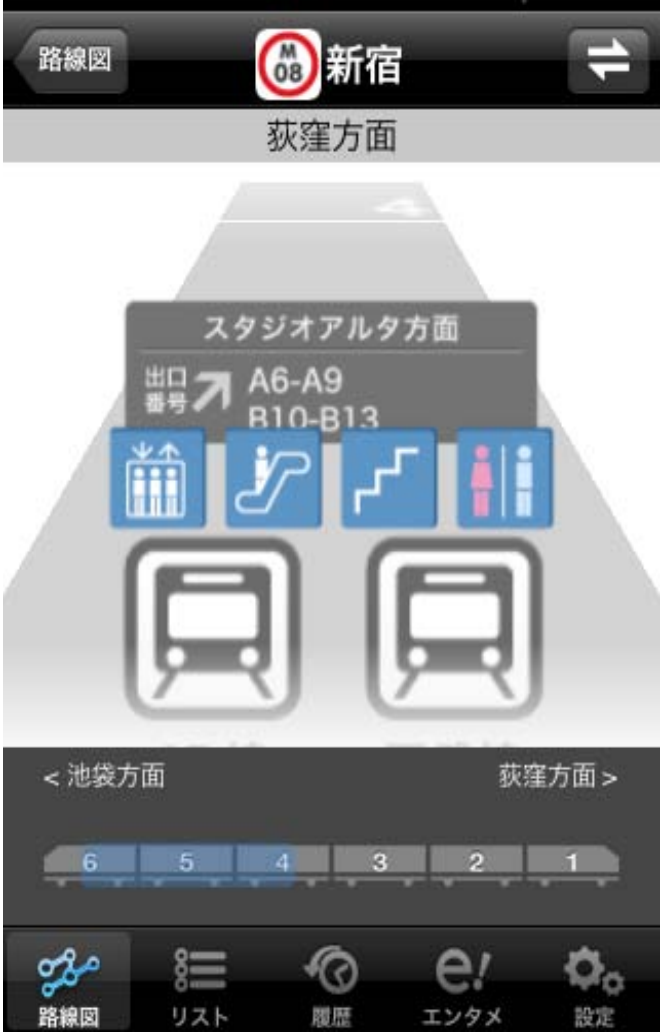 路線図
M
08
新宿
荻窪方面
スタジオアルタ方面
出口
番号
A6-A9
B10-B13
< 池袋方面
荻窪方面 >
6 5 4 3 2 1
路線図
リスト
履歴
e!
エンタメ
設定